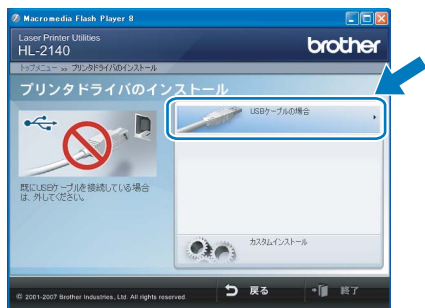 Macromedia Flash Player 8
Laser Printer Utilities
HL-2140
brother
トップメニュー >> プリンタドライバのインストール
プリンタドライバのインストール
USBケーブルの場合
既にUSBケーブルを接続している場合
は、外してください。
カスタムインストール
© 2001-2007 Brother Industries, Ltd. All rights reserved.
戻る
終了